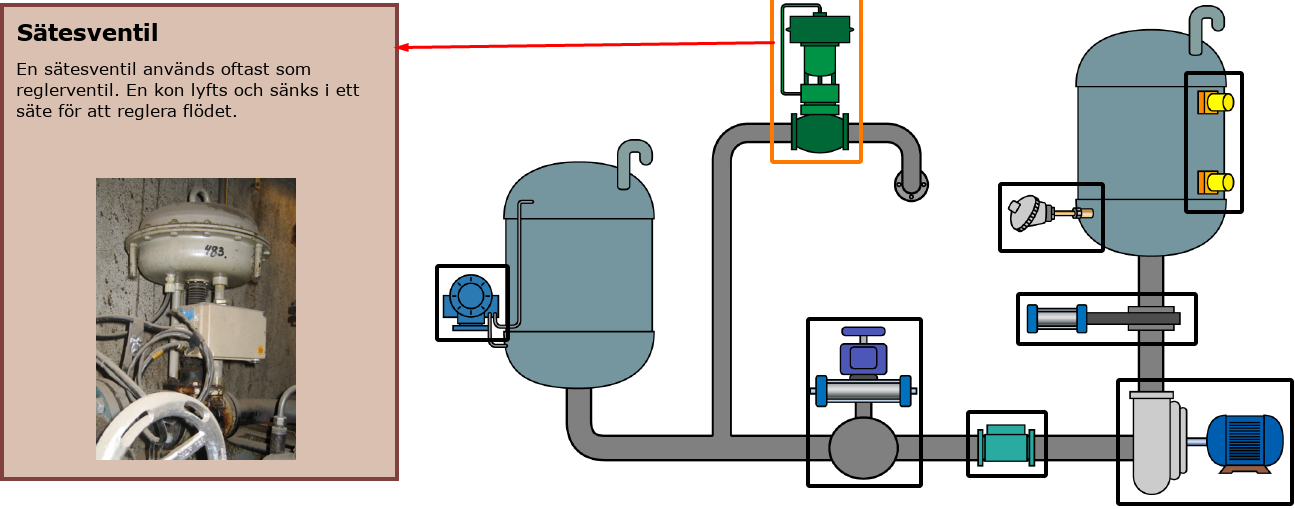 Sätesventil
En sätesventil används oftast som
reglerventil. En kon lyfts och sänks i ett
säte för att reglera flödet.
483.